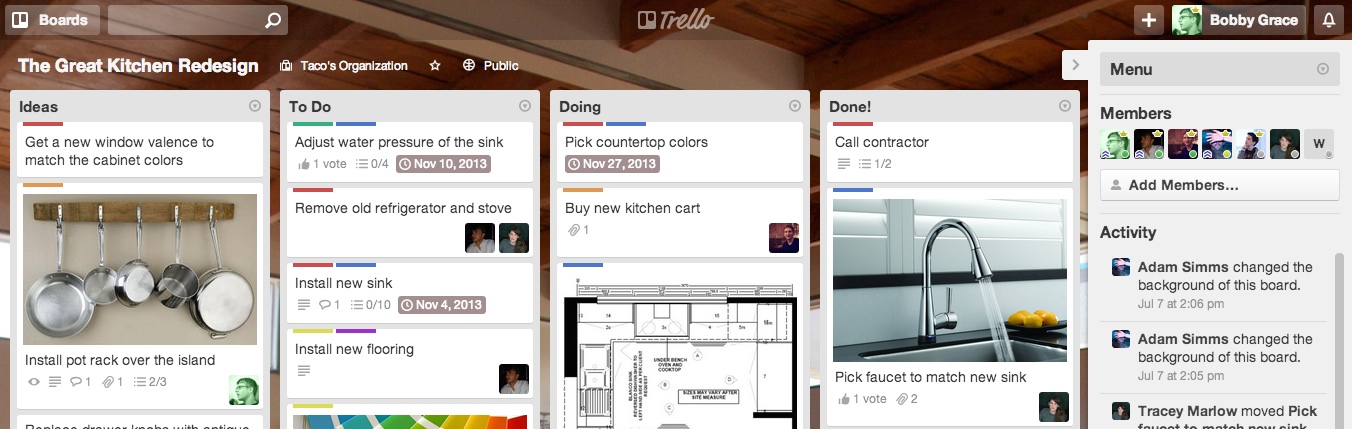 Boards
Trello
Bobby Grace
The Great Kitchen Redesign
Taco's Organization
Public
Ideas
Get a new window valence to
match the cabinet colors
Install pot rack over the island
1
1
2/3
To Do
Adjust water pressure of the sink
1 vote
0/4
Nov 10, 2013
Remove old refrigerator and stove
Install new sink
1
0/10
Nov 4, 2013
Install new flooring
Doing
Pick countertop colors
Nov 27, 2013
Buy new kitchen cart
1
UNDER BENCH
OVEN AND
COOKTOP
SIZES MAY VARY AFTER
SITE MEASURE
Done!
Call contractor
1/2
Pick faucet to match new sink
1 vote
2
Menu
Members
W
Add Members…
Activity
Adam Simms changed the
background of this board.
Jul 7 at 2:06 pm
Adam Simms changed the
background of this board.
Jul 7 at 2:05 pm
Tracey Marlow moved Pick
faucet to match new sink